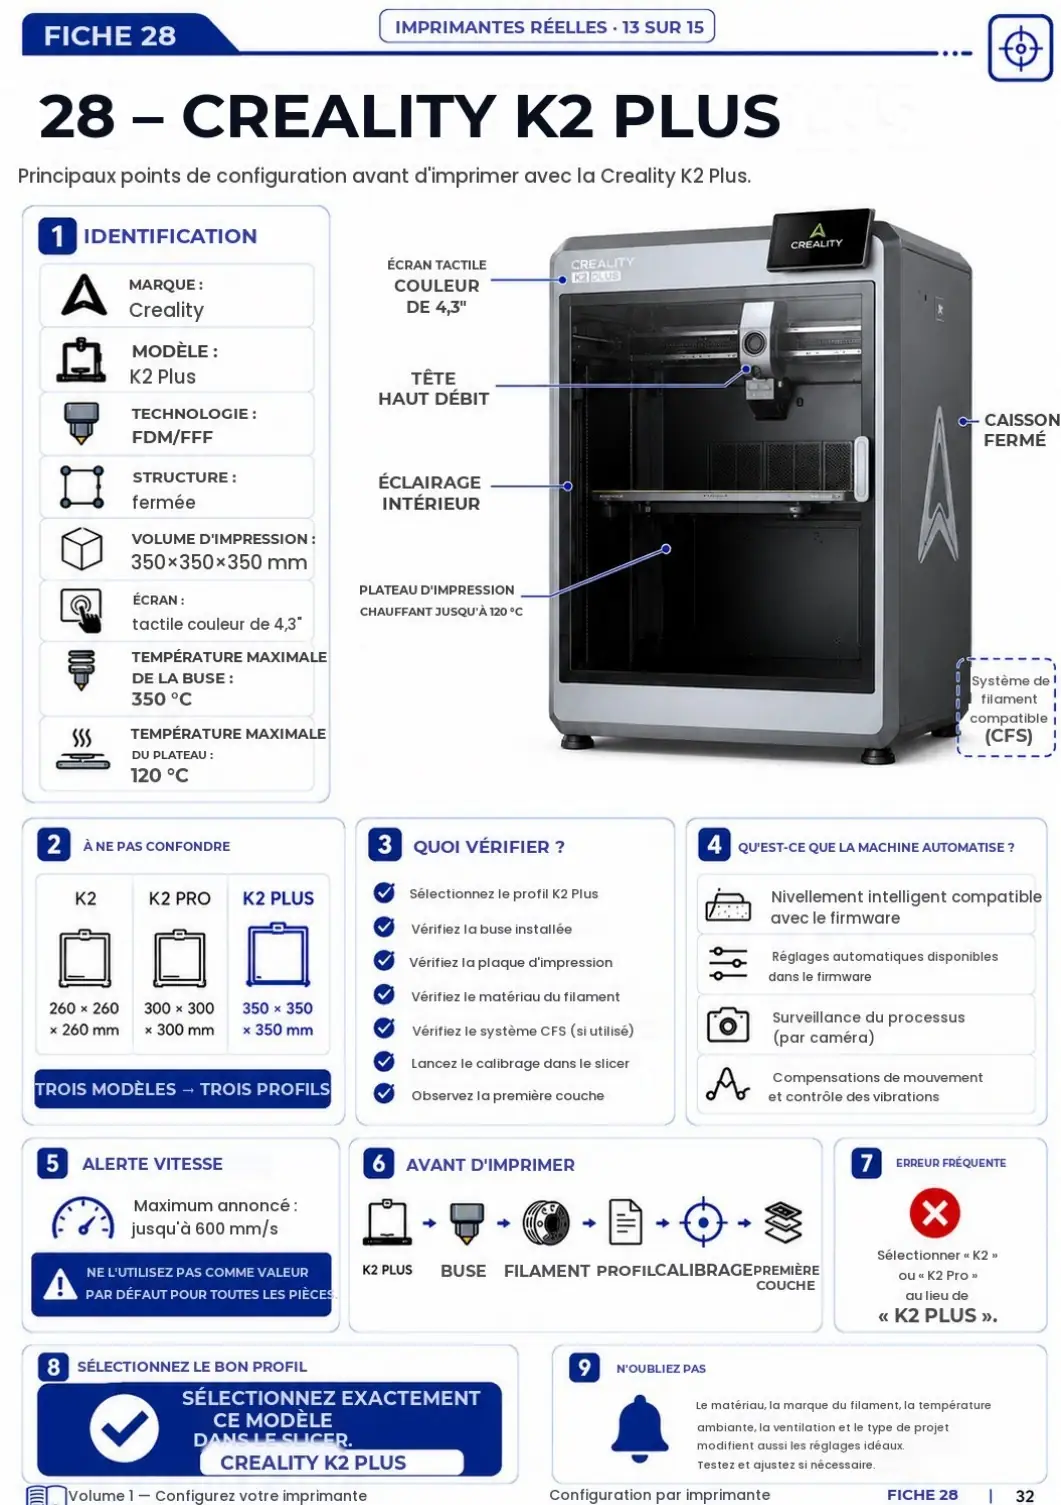 FICHE 28
IMPRIMANTES RÉELLES · 13 SUR 15
28 – CREALITY K2 PLUS
Principaux points de configuration avant d'imprimer avec la Creality K2 Plus.
1 IDENTIFICATION
MARQUE :
Creality
MODÈLE :
K2 Plus
TECHNOLOGIE :
FDM/FFF
STRUCTURE :
fermée
VOLUME D'IMPRESSION :
350×350×350 mm
ÉCRAN :
tactile couleur de 4,3"
TEMPÉRATURE MAXIMALE
DE LA BUSE :
350 °C
TEMPÉRATURE MAXIMALE
DU PLATEAU :
120 °C
ÉCRAN TACTILE
COULEUR
DE 4,3"
TÊTE
HAUT DÉBIT
ÉCLAIRAGE
INTÉRIEUR
PLATEAU D'IMPRESSION
CHAUFFANT JUSQU'À 120 °C
CREALITY
K2 PLUS
CREALITY
CAISSON
FERMÉ
Système de
filament
compatible
(CFS)
2 À NE PAS CONFONDRE
K2
260 × 260
× 260 mm
K2 PRO
300 × 300
× 300 mm
K2 PLUS
350 × 350
× 350 mm
TROIS MODÈLES → TROIS PROFILS
3 QUOI VÉRIFIER ?
Sélectionnez le profil K2 Plus
Vérifiez la buse installée
Vérifiez la plaque d'impression
Vérifiez le matériau du filament
Vérifiez le système CFS (si utilisé)
Lancez le calibrage dans le slicer
Observez la première couche
4 QU'EST-CE QUE LA MACHINE AUTOMATISE ?
Nivellement intelligent compatible
avec le firmware
Réglages automatiques disponibles
dans le firmware
Surveillance du processus
(par caméra)
Compensations de mouvement
et contrôle des vibrations
5 ALERTE VITESSE
Maximum annoncé :
jusqu'à 600 mm/s
NE L'UTILISEZ PAS COMME VALEUR
PAR DÉFAUT POUR TOUTES LES PIÈCES.
6 AVANT D'IMPRIMER
K2 PLUS
BUSE
FILAMENT
PROFIL
CALIBRAGE
PREMIÈRE
COUCHE
7 ERREUR FRÉQUENTE
Sélectionner « K2 »
ou « K2 Pro »
au lieu de
« K2 PLUS ».
8 SÉLECTIONNEZ LE BON PROFIL
SÉLECTIONNEZ EXACTEMENT
CE MODÈLE
DANS LE SLICER.
CREALITY K2 PLUS
9 N'OUBLIEZ PAS
Le matériau, la marque du filament, la température
ambiante, la ventilation et le type de projet
modifient aussi les réglages idéaux.
Testez et ajustez si nécessaire.
Volume 1 — Configurez votre imprimante
Configuration par imprimante
FICHE 28 | 32